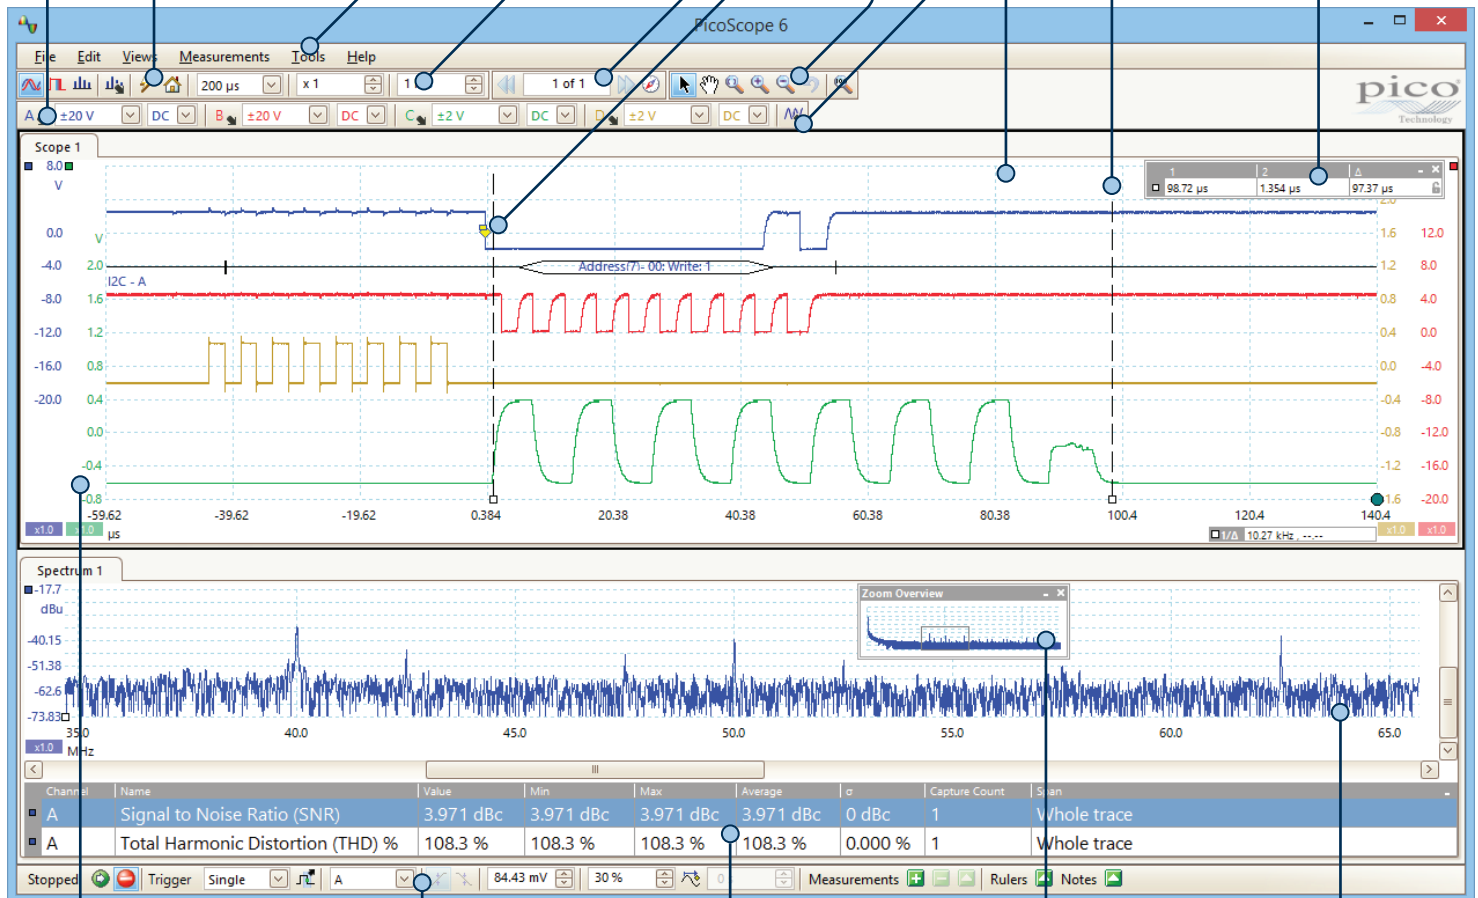 PicoScope 6
File Edit Views Measurements Tools Help
200 µs x 1 1 1 of 1
A ±20 V DC B ±20 V DC C ±2 V DC D ±2 V DC
pico
Technology
Scope 1
8.0
V
0.0
-4.0
-8.0
-12.0
-16.0
-20.0
V
2.0
1.6
1.2
0.8
0.4
0.0
-0.4
-0.8
1 2 Δ
98.72 µs 1.354 µs 97.37 µs
Address(7)- 00: Write: 1
I2C - A
2.0
1.6
1.2
0.8
0.4
0.0
-0.4
-0.8
-1.2
1.6
12.0
8.0
4.0
0.0
-4.0
-8.0
-12.0
-16.0
-20.0
-59.62 -39.62 -19.62 0.384 20.38 40.38 60.38 80.38 100.4 120.4 140.4
x1.0 x1.0 µs
1/Δ 10.27 kHz , --.--
x1.0 x1.0
Spectrum 1
-17.7
dBu
-40.15
-51.38
-62.6
-73.83
Zoom Overview
35.0 40.0 45.0 50.0 55.0 60.0 65.0
x1.0 MHz
Channel Name Value Min Max Average σ Capture Count Span
A Signal to Noise Ratio (SNR) 3.971 dBc 3.971 dBc 3.971 dBc 3.971 dBc 0 dBc 1 Whole trace
A Total Harmonic Distortion (THD) % 108.3 % 108.3 % 108.3 % 108.3 % 0.000 % 1 Whole trace
Stopped Trigger Single A 84.43 mV 30 % 0 Measurements Rulers Notes